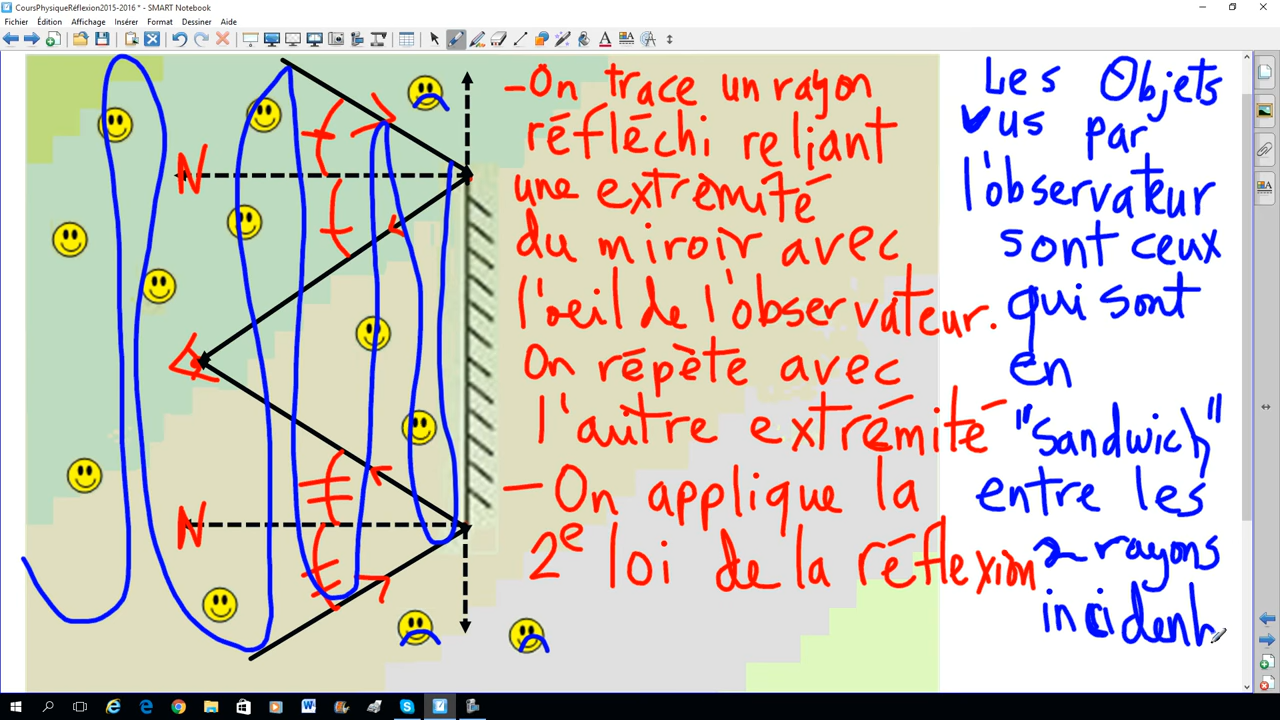 CoursPhysiqueRéflexion2015-2016 * - SMART Notebook
Fichier Édition Affichage Insérer Format Dessiner Aide
N
N
-On trace un rayon
réfléchi reliant
une extrémité
du miroir avec
l'oeil de l'observateur.
On répète avec
l'autre extrémité
- On applique la
2e loi de la réflexion
Les Objets
vus par
l'observateur
sont ceux
qui sont
en
"sandwich"
entre les
2 rayons
incident